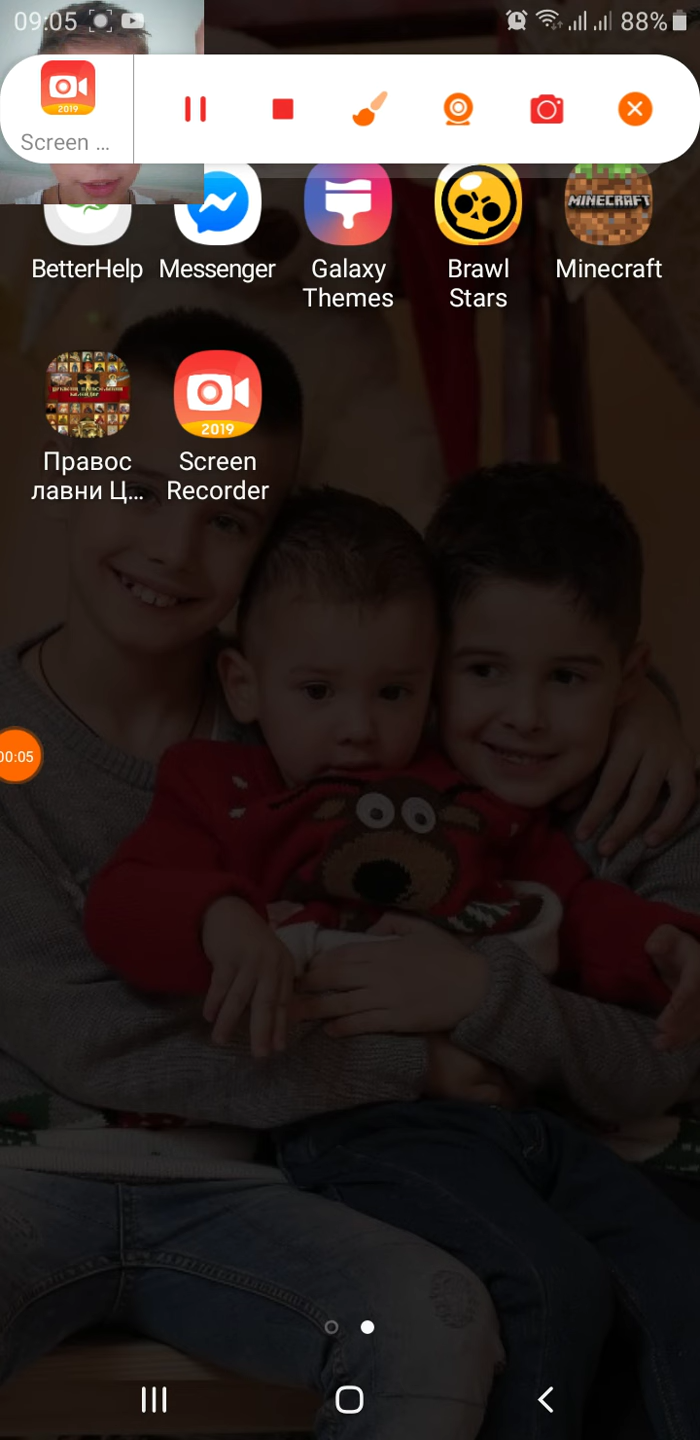 09:05
88%
2019
Screen ...
BetterHelp
Messenger
Galaxy
Themes
Brawl
Stars
MINECRAFT
Minecraft
2019
Правос
лавни Ц...
Screen
Recorder
00:05